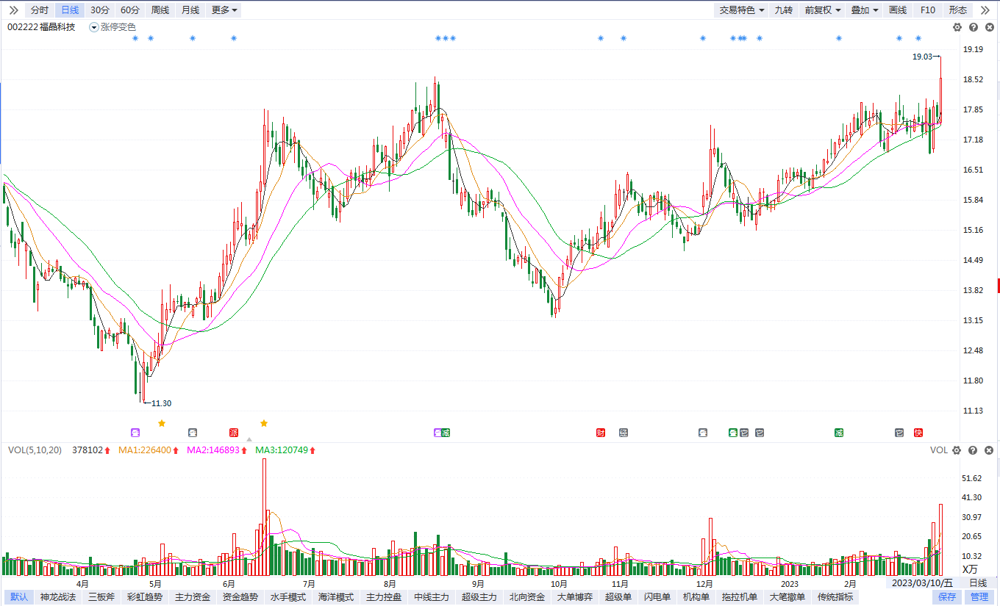 分时 日线 30分 60分 周线 月线 更多 交易特色 九转 前复权 叠加 画线 F10 形态
002222 福晶科技 涨停变色
19.19
19.03
18.52
17.85
17.18
16.51
15.84
15.16
14.49
13.82
13.15
12.48
11.80
11.30
11.13
派 减 财 经 减 快
VOL(5,10,20) 378102 MA1:226400 MA2:146893 MA3:120749 VOL
51.62
41.30
30.97
20.65
10.32
X万
4月 5月 6月 7月 8月 9月 10月 11月 12月 2023 2月 2023/03/10/五 日线
默认 神龙战法 三板斧 彩虹趋势 主力资金 资金趋势 水手模式 海洋模式 主力控盘 中线主力 超级主力 北向资金 大单博弈 超级单 闪电单 机构单 拖拉机单 大笔撤单 传统指标 保存 管理